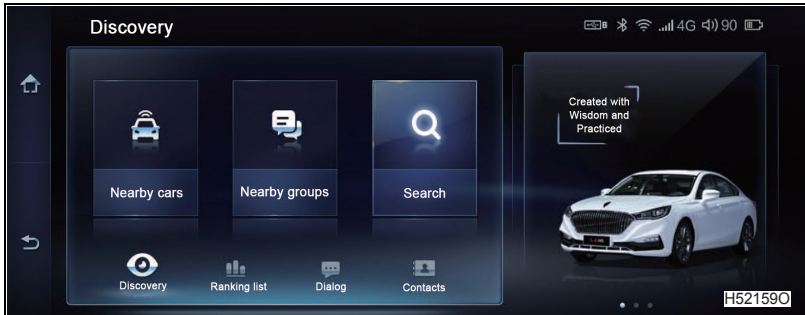 Discovery
B
4G
90
Created with
Wisdom and
Practiced
Nearby cars
Nearby groups
Search
Discovery
Ranking list
Dialog
Contacts
H52159O